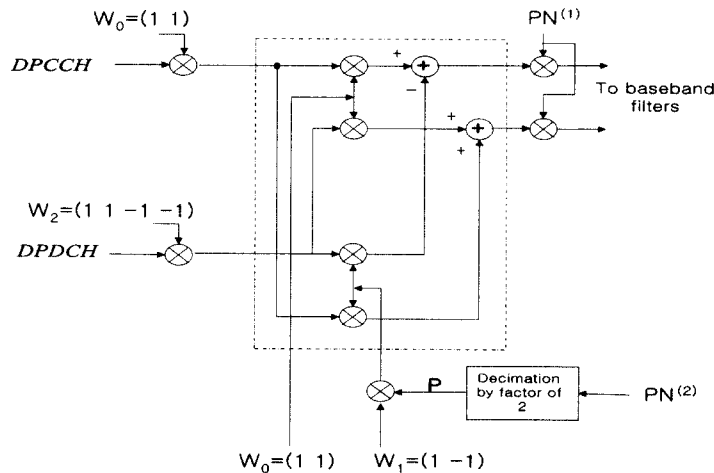 W₀=(1 1)
PN⁽¹⁾
DPCCH
+
+
−
To baseband
filters
+
+
+
W₂=(1 1 -1 -1)
DPDCH
P
Decimation
by factor of
2
PN⁽²⁾
W₀=(1 1)
W₁=(1 -1)